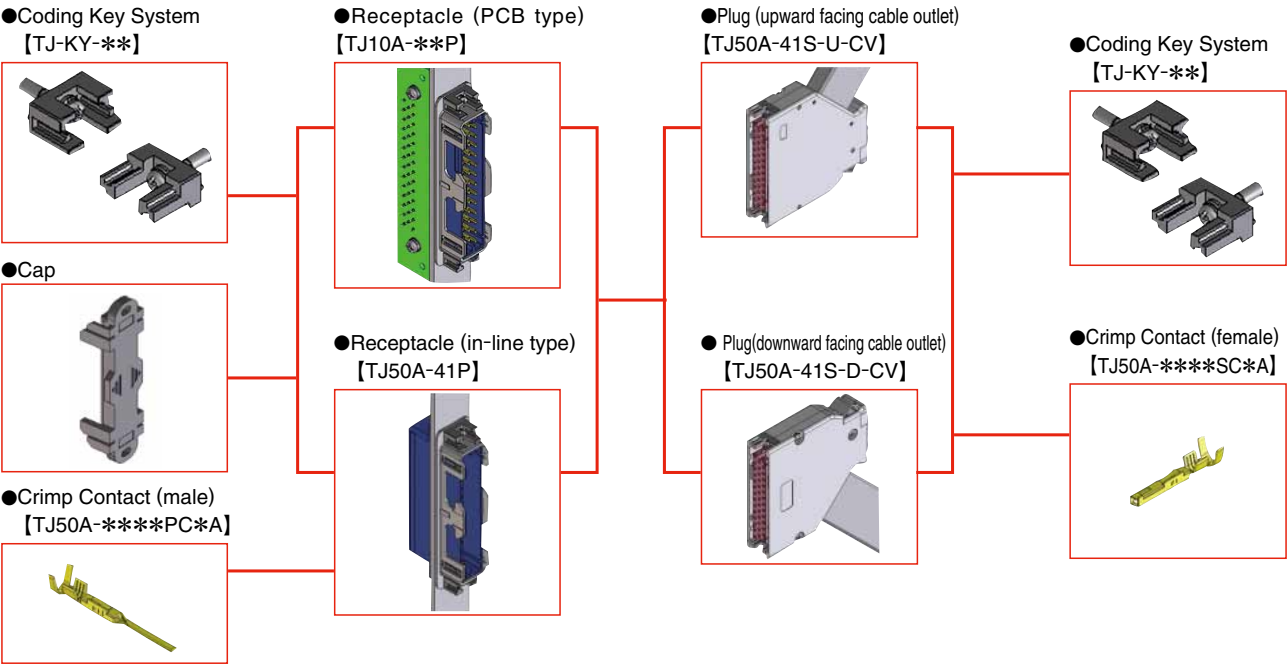 ●Coding Key System
【TJ-KY-**】
●Cap
●Crimp Contact (male)
【TJ50A-****PC*A】
●Receptacle (PCB type)
【TJ10A-**P】
●Receptacle (in-line type)
【TJ50A-41P】
●Plug (upward facing cable outlet)
【TJ50A-41S-U-CV】
● Plug(downward facing cable outlet)
【TJ50A-41S-D-CV】
●Coding Key System
【TJ-KY-**】
●Crimp Contact (female)
【TJ50A-****SC*A】